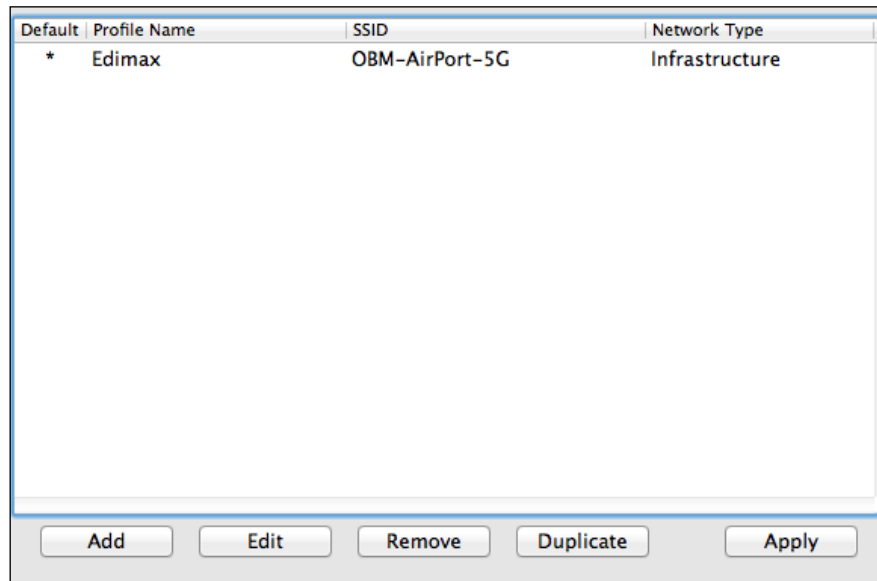 Default Profile Name SSID Network Type
* Edimax OBM-AirPort-5G Infrastructure
Add Edit Remove Duplicate Apply